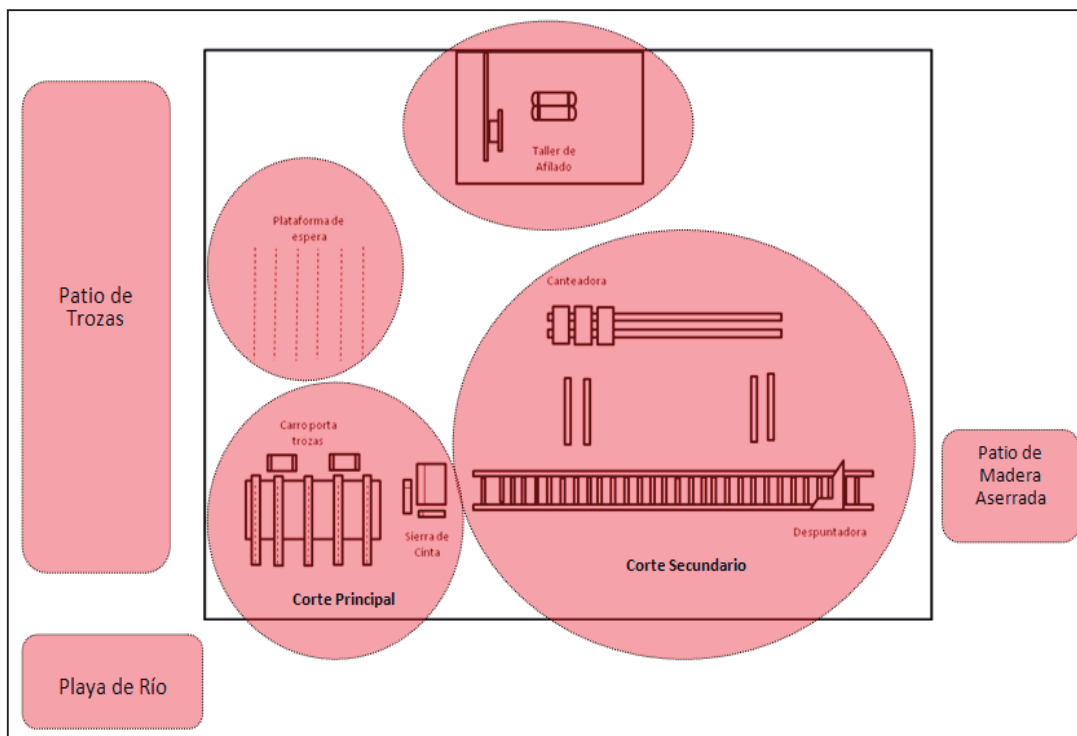 Taller de
Afilado
Plataforma de
espera
Patio de
Trozas
Canteadora
Carro porta
trozas
Sierra de
Cinta
Corte Principal
Despuntadora
Corte Secundario
Patio de
Madera
Aserrada
Playa de Río